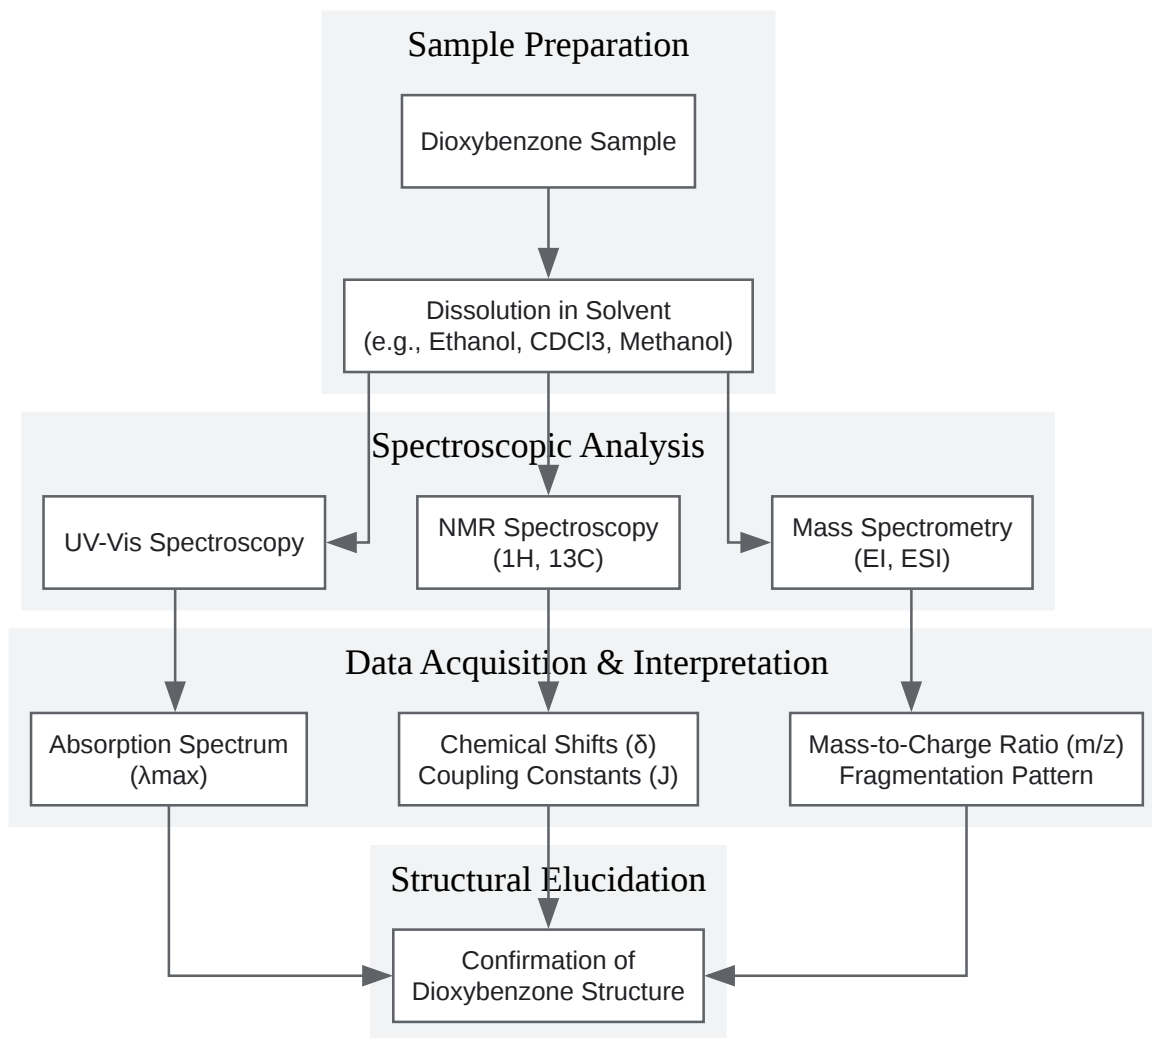 Sample Preparation
Dioxybenzone Sample
Dissolution in Solvent
(e.g., Ethanol, CDCl3, Methanol)
Spectroscopic Analysis
UV-Vis Spectroscopy
NMR Spectroscopy
(1H, 13C)
Mass Spectrometry
(EI, ESI)
Data Acquisition & Interpretation
Absorption Spectrum
(λmax)
Chemical Shifts (δ)
Coupling Constants (J)
Mass-to-Charge Ratio (m/z)
Fragmentation Pattern
Structural Elucidation
Confirmation of
Dioxybenzone Structure